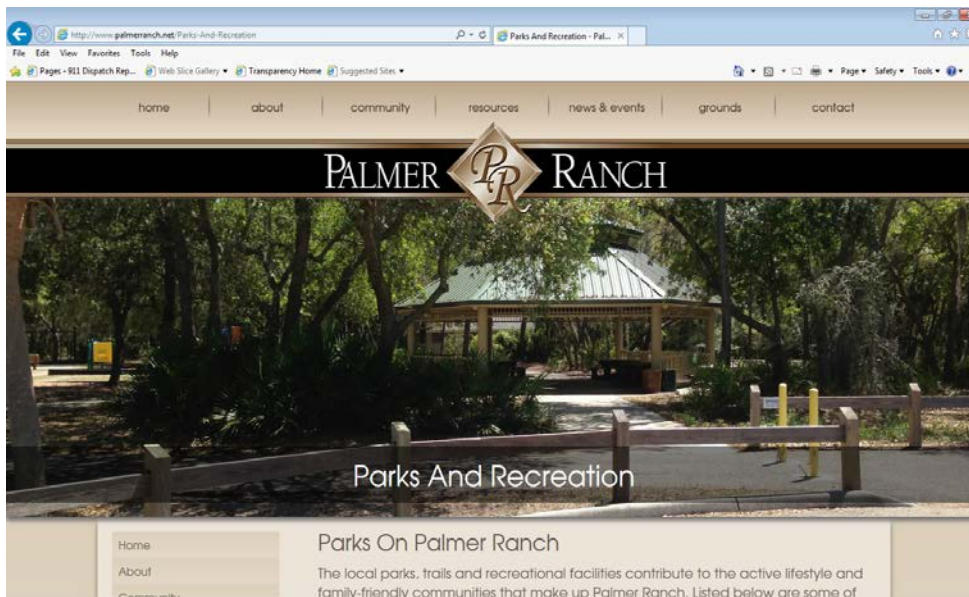 http://www.palmerranch.net/Parks-And-Recreation
Parks And Recreation - Pal...
File Edit View Favorites Tools Help
Pages - 911 Dispatch Rep... Web Slice Gallery Transparency Home Suggested Sites Page Safety Tools
home about community resources news & events grounds contact
PALMER PR RANCH
Parks And Recreation
Home
Parks On Palmer Ranch
About
The local parks, trails and recreational facilities contribute to the active lifestyle and
Community
family-friendly communities that make up Palmer Ranch. Listed below are some of